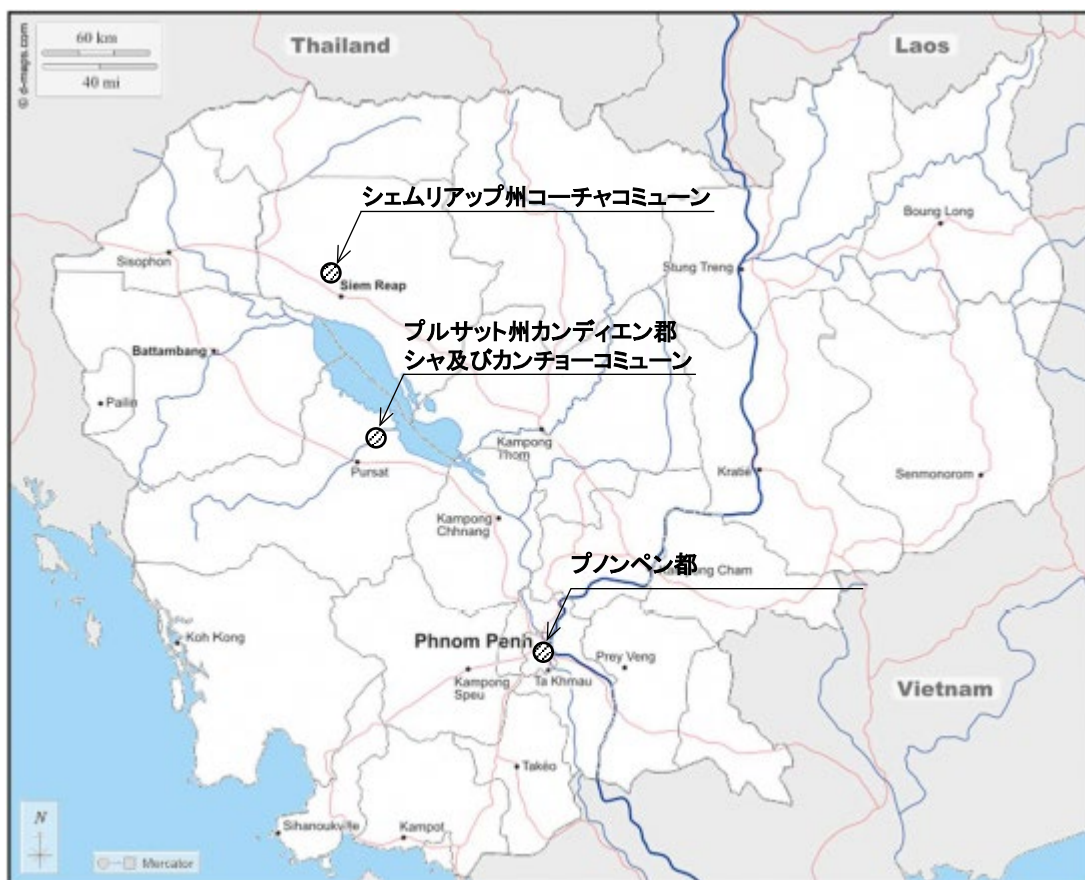 © d-maps.com
60 km
40 mi
Thailand
Laos
シェムリアップ州コーチャコミューン
Boung Long
Sisophon
Stung Treng
Siem Reap
プルサット州カンディエン郡
シャ及びカンチョーコミューン
Battambang
Pailin
Kampong
Thom
Pursat
Kratié
Senmonorom
Kampong
Chhnang
プノンペン都
Cham
Koh Kong
Phnom Penh
Prey Veng
Kampong
Speu
Ta Khmau
Vietnam
Takéo
N
Sihanoukville
Kampot
Mercator